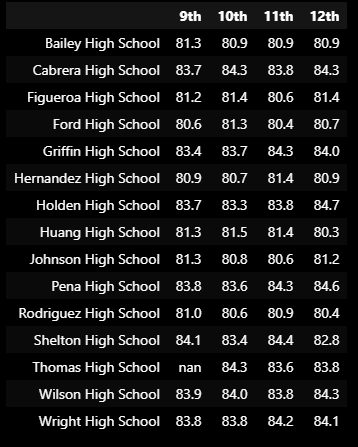 9th 10th 11th 12th
Bailey High School 81.3 80.9 80.9 80.9
Cabrera High School 83.7 84.3 83.8 84.3
Figueroa High School 81.2 81.4 80.6 81.4
Ford High School 80.6 81.3 80.4 80.7
Griffin High School 83.4 83.7 84.3 84.0
Hernandez High School 80.9 80.7 81.4 80.9
Holden High School 83.7 83.3 83.8 84.7
Huang High School 81.3 81.5 81.4 80.3
Johnson High School 81.3 80.8 80.6 81.2
Pena High School 83.8 83.6 84.3 84.6
Rodriguez High School 81.0 80.6 80.9 80.4
Shelton High School 84.1 83.4 84.4 82.8
Thomas High School nan 84.3 83.6 83.8
Wilson High School 83.9 84.0 83.8 84.3
Wright High School 83.8 83.8 84.2 84.1